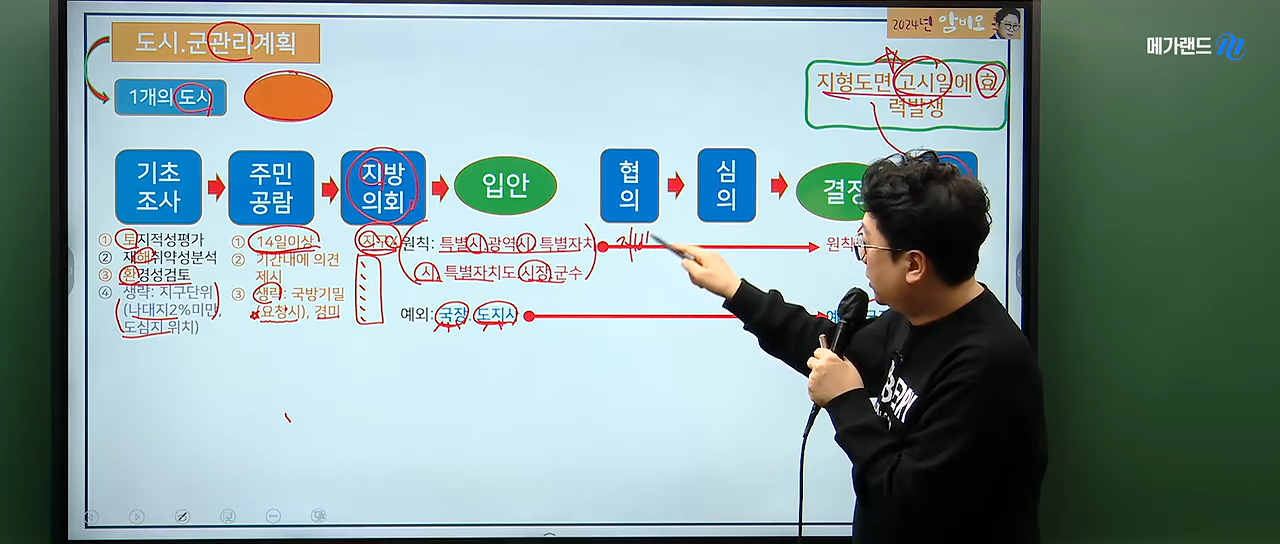 2024년 암비오
메가랜드
도시.군관리계획
1개의 도시
지형도면 고시일에 효
력발생
기초
조사
주민
공람
지방
의회
입안
협
의
심
의
결정
① 토지적성평가
② 재해취약성분석
③ 환경성검토
④ 생략: 지구단위
(나대지2%미만,
도심지 위치)
① 14일이상
② 기간내에 의견
제시
③ 생략: 국방기밀
(요청시), 경미
원칙: 특별시.광역시 특별자치
시, 특별자치도 시장.군수
예외: 국장. 도지사
원칙